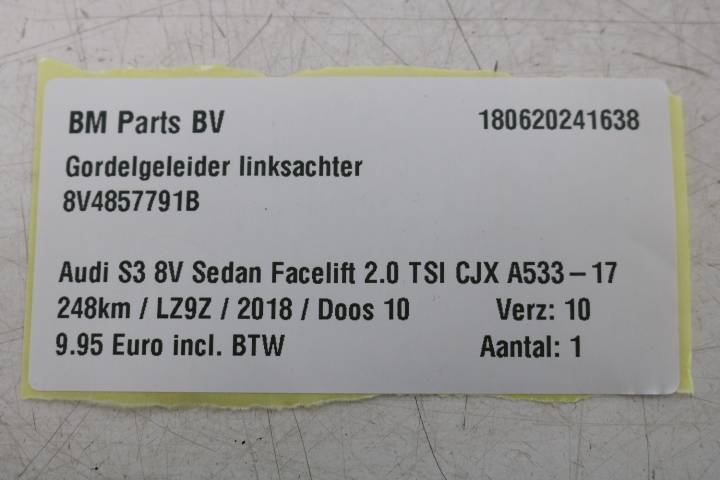 BM Parts BV 180620241638
Gordelgeleider linksachter
8V4857791B
Audi S3 8V Sedan Facelift 2.0 TSI CJX A533-17
248km / LZ9Z / 2018 / Doos 10 Verz: 10
9.95 Euro incl. BTW Aantal: 1